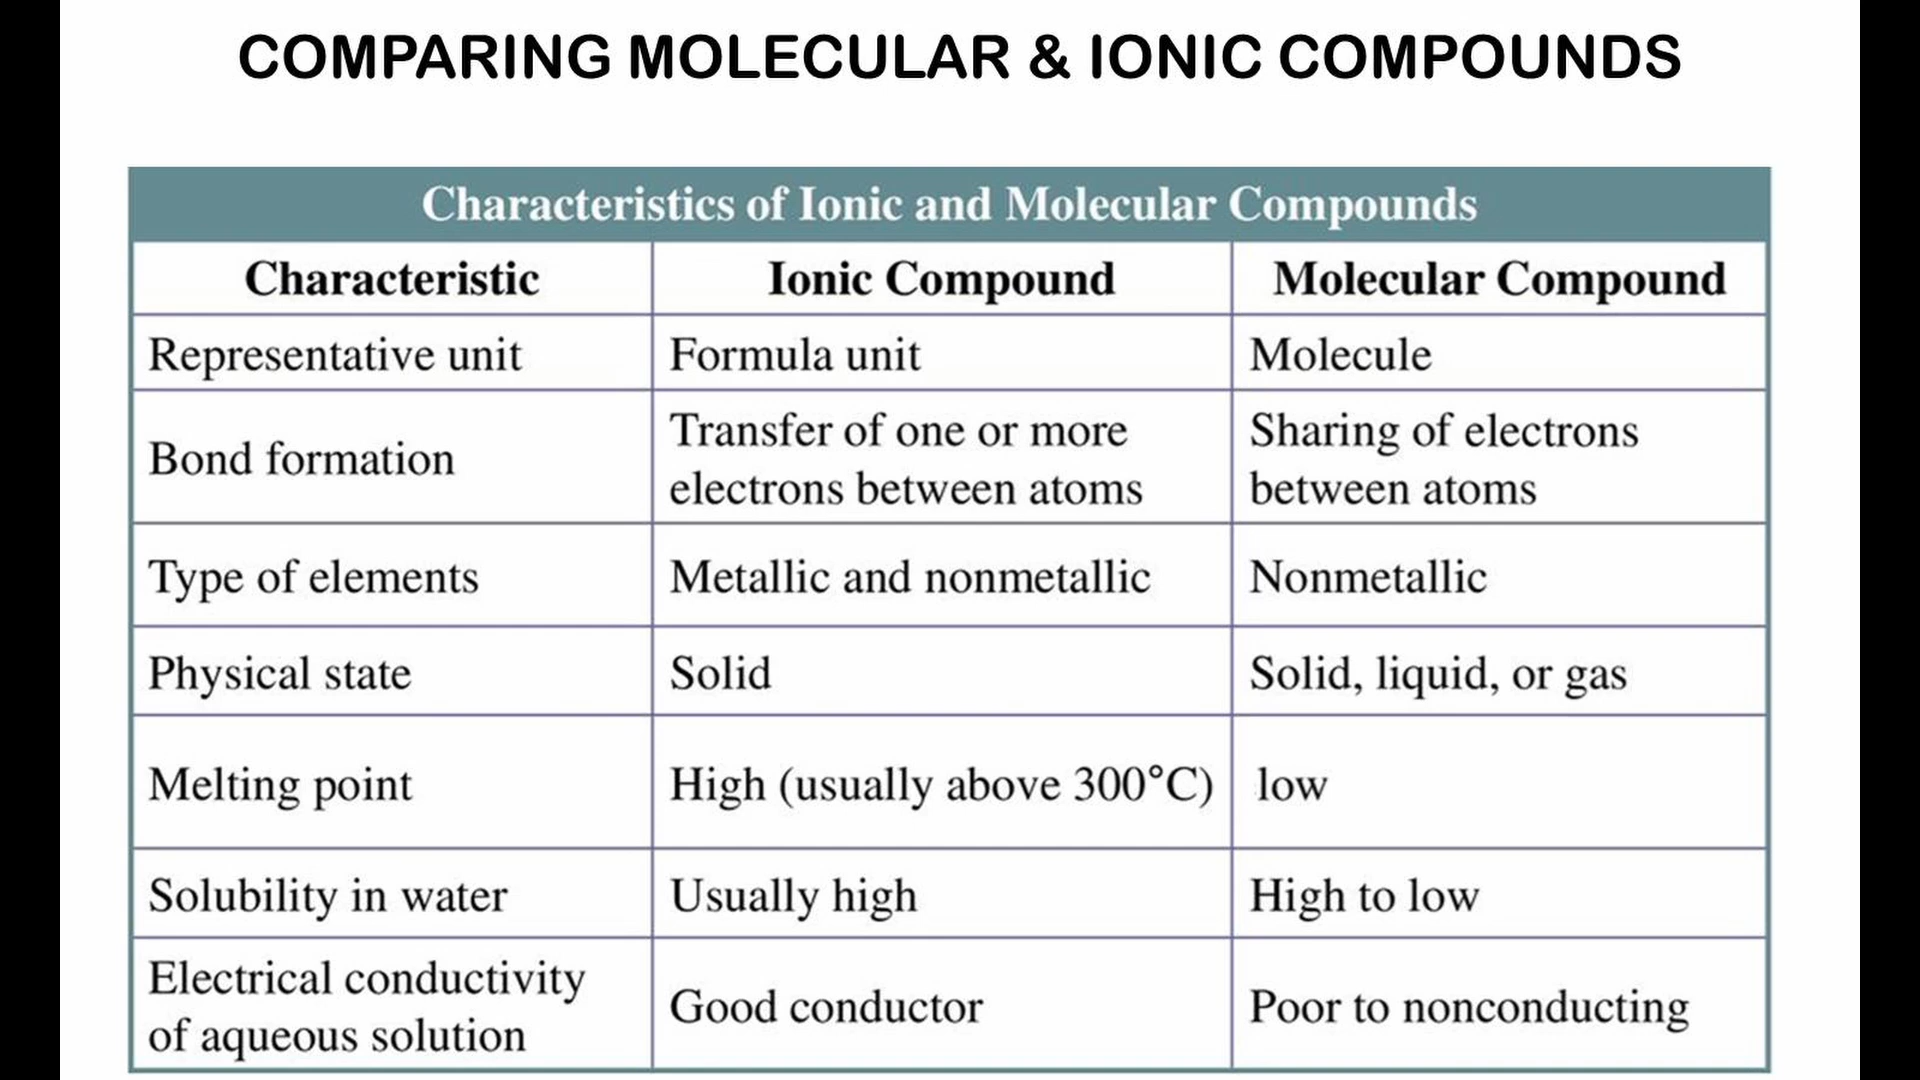 COMPARING MOLECULAR & IONIC COMPOUNDS
Characteristics of Ionic and Molecular Compounds
Characteristic Ionic Compound Molecular Compound
Representative unit Formula unit Molecule
Bond formation
Transfer of one or more
electrons between atoms
Sharing of electrons
between atoms
Type of elements Metallic and nonmetallic Nonmetallic
Physical state Solid Solid, liquid, or gas
Melting point High (usually above 300°C) low
Solubility in water Usually high High to low
Electrical conductivity
of aqueous solution
Good conductor Poor to nonconducting